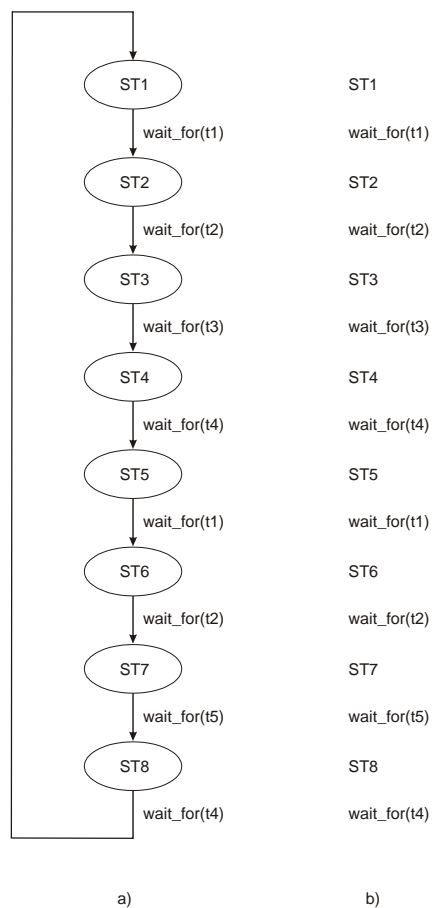 ST1
wait_for(t1)
ST2
wait_for(t2)
ST3
wait_for(t3)
ST4
wait_for(t4)
ST5
wait_for(t1)
ST6
wait_for(t2)
ST7
wait_for(t5)
ST8
wait_for(t4)
a)
ST1
wait_for(t1)
ST2
wait_for(t2)
ST3
wait_for(t3)
ST4
wait_for(t4)
ST5
wait_for(t1)
ST6
wait_for(t2)
ST7
wait_for(t5)
ST8
wait_for(t4)
b)